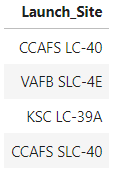 Launch_Site
CCAFS LC-40
VAFB SLC-4E
KSC LC-39A
CCAFS SLC-40